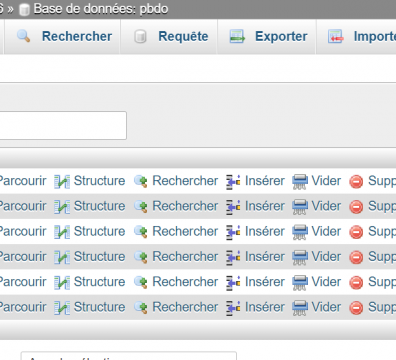 6 » Base de données: pbdo
Rechercher Requête Exporter Importe
Parcourir Structure Rechercher Insérer Vider Supp
Parcourir Structure Rechercher Insérer Vider Supp
Parcourir Structure Rechercher Insérer Vider Supp
Parcourir Structure Rechercher Insérer Vider Supp
Parcourir Structure Rechercher Insérer Vider Supp
Parcourir Structure Rechercher Insérer Vider Supp